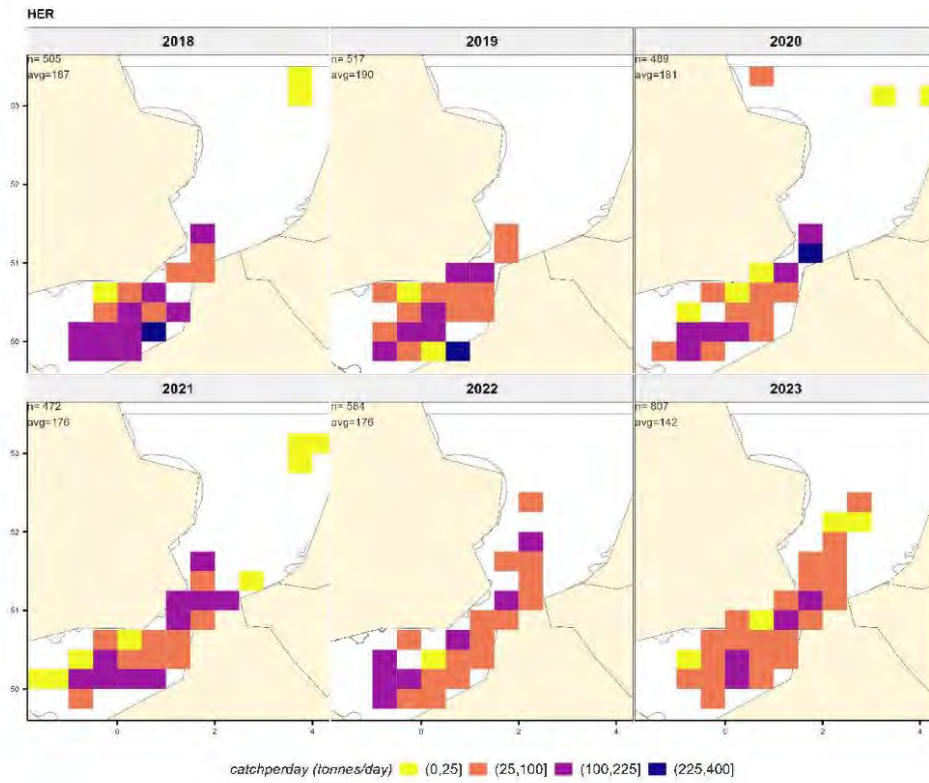 HER
2018 2019 2020
n= 505 n= 517 n= 489
avg=187 avg=190 avg=181
53
52
51
50
2021 2022 2023
n= 472 n= 584 n= 807
avg=176 avg=176 avg=142
53
52
51
50
0 2 4 0 2 4 0 2 4
catchperday (tonnes/day) (0,25] (25,100] (100,225] (225,400]